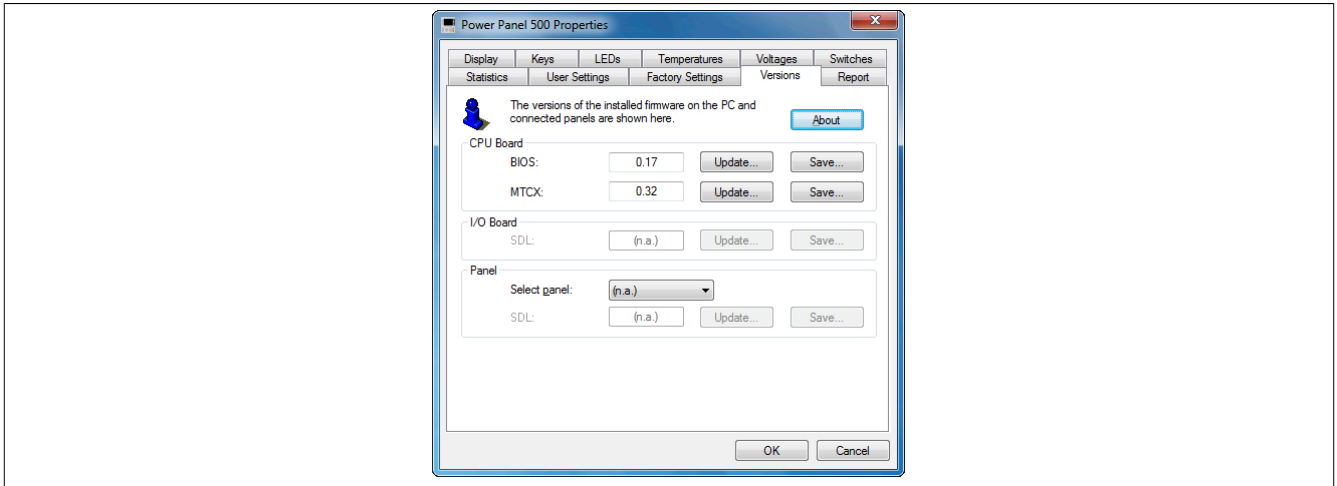 Power Panel 500 Properties
Display Keys LEDs Temperatures Voltages Switches
Statistics User Settings Factory Settings Versions Report
The versions of the installed firmware on the PC and
connected panels are shown here.
About
CPU Board
BIOS: 0.17 Update... Save...
MTCX: 0.32 Update... Save...
I/O Board
SDL: (n.a.) Update... Save...
Panel
Select panel: (n.a.)
SDL: (n.a.) Update... Save...
OK Cancel